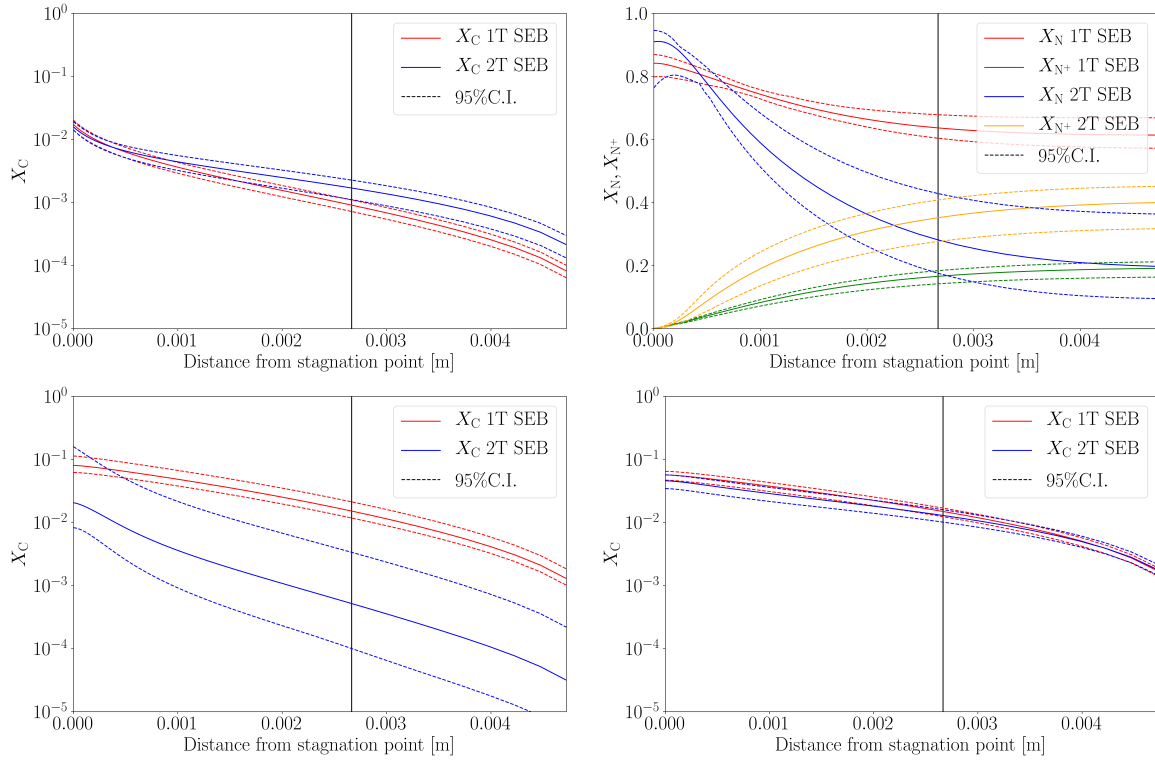 10⁰
10⁻¹
10⁻²
10⁻³
10⁻⁴
10⁻⁵
X_C
X_C 1T SEB
X_C 2T SEB
95%C.I.
0.000 0.001 0.002 0.003 0.004
Distance from stagnation point [m]
1.0
0.8
0.6
0.4
0.2
0.0
X_N, X_N⁺
X_N 1T SEB
X_N⁺ 1T SEB
X_N 2T SEB
X_N⁺ 2T SEB
95%C.I.
0.000 0.001 0.002 0.003 0.004
Distance from stagnation point [m]
10⁰
10⁻¹
10⁻²
10⁻³
10⁻⁴
10⁻⁵
X_C
X_C 1T SEB
X_C 2T SEB
95%C.I.
0.000 0.001 0.002 0.003 0.004
Distance from stagnation point [m]
10⁰
10⁻¹
10⁻²
10⁻³
10⁻⁴
10⁻⁵
X_C
X_C 1T SEB
X_C 2T SEB
95%C.I.
0.000 0.001 0.002 0.003 0.004
Distance from stagnation point [m]